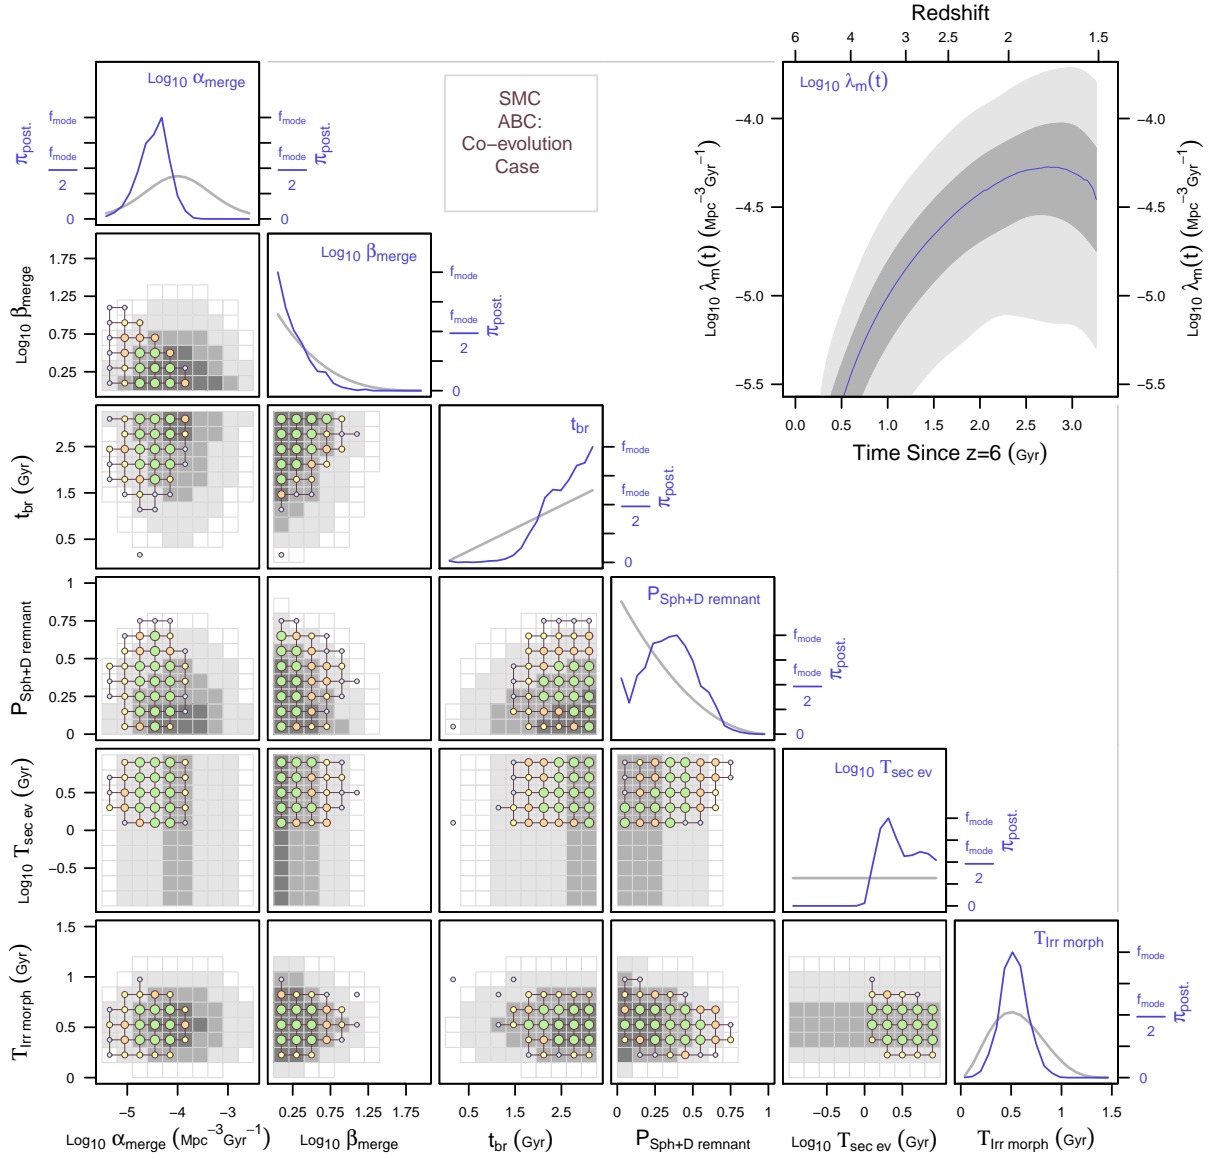 Redshift
6 5 4 3 2.5 2 1.5
Log10 αmerge
fmode
fmode
2
0
πpost.
fmode
fmode
2
0
πpost.
SMC
ABC:
Co−evolution
Case
Log10 λm(t)
−4.0
−4.5
−5.0
−5.5
Log10 λm(t) (Mpc−3Gyr−1)
−4.0
−4.5
−5.0
−5.5
Log10 λm(t) (Mpc−3Gyr−1)
0.0 0.5 1.0 1.5 2.0 2.5 3.0
Time Since z=6 (Gyr)
Log10 βmerge
1.75
1.25
0.75
0.25
Log10 βmerge
fmode
fmode
2
0
πpost.
tbr (Gyr)
2.5
1.5
0.5
tbr
fmode
fmode
2
0
πpost.
PSph+D remnant
1
0.75
0.5
0.25
0
PSph+D remnant
fmode
fmode
2
0
πpost.
Log10 Tsec ev (Gyr)
0.5
0
−0.5
Log10 Tsec ev
fmode
fmode
2
0
πpost.
TIrr morph (Gyr)
1.5
1
0.5
0
TIrr morph
fmode
fmode
2
0
πpost.
−5 −4 −3
0.25 0.75 1.25 1.75
0.5 1.5 2.5
0 0.25 0.5 0.75 1
−0.5 0 0.5
0 0.5 1 1.5
Log10 αmerge (Mpc−3Gyr−1)
Log10 βmerge
tbr (Gyr)
PSph+D remnant
Log10 Tsec ev (Gyr)
TIrr morph (Gyr)